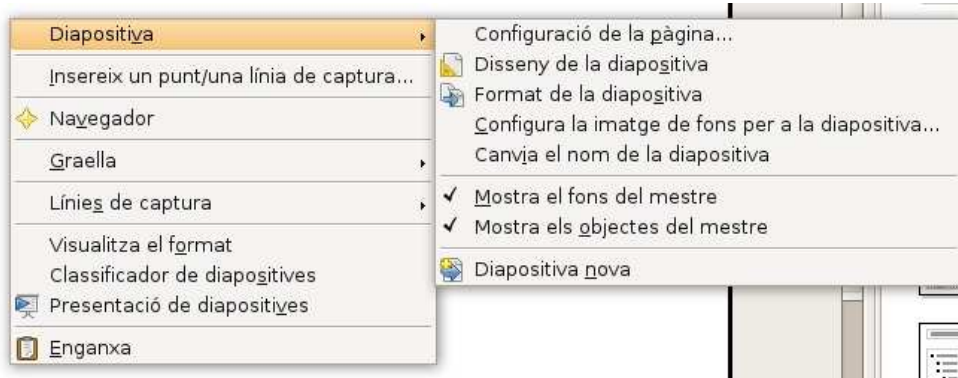 Diapositiva
Insereix un punt/una línia de captura...
Navegador
Graella
Línies de captura
Visualitza el format
Classificador de diapositives
Presentació de diapositives
Enganxa
Configuració de la pàgina...
Disseny de la diapositiva
Format de la diapositiva
Configura la imatge de fons per a la diapositiva...
Canvia el nom de la diapositiva
Mostra el fons del mestre
Mostra els objectes del mestre
Diapositiva nova